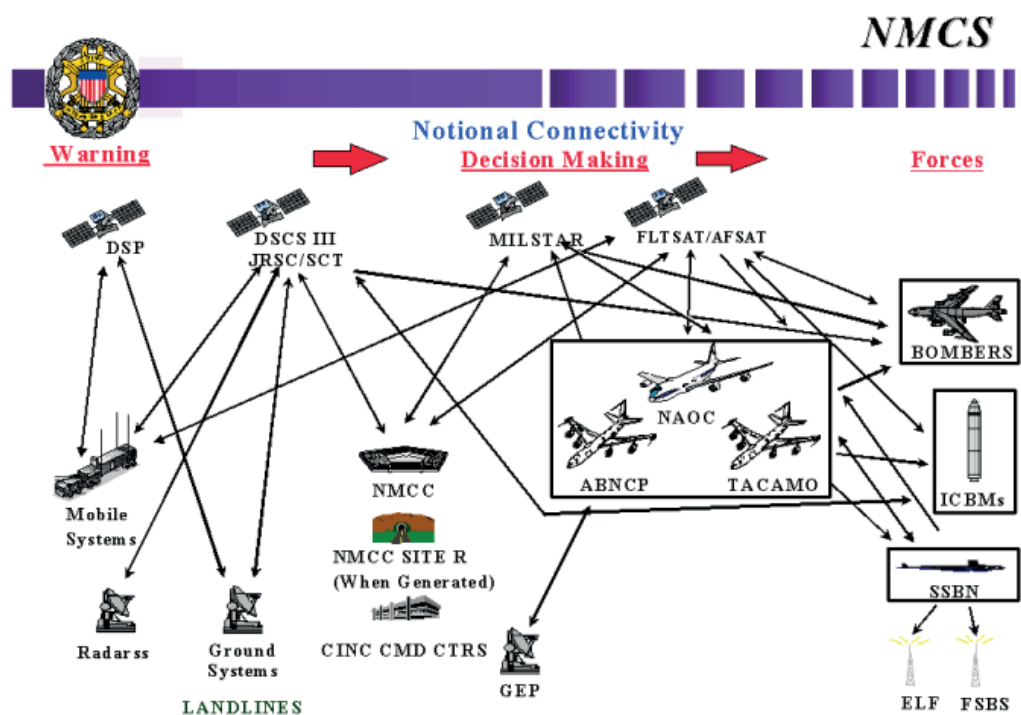 NMCS
Notional Connectivity
Warning
Decision Making
Forces
DSP
DSCS III
JRSC/SCT
MILSTAR
FLTSAT/AFSAT
BOMBERS
NAOC
ABNCP
TACAMO
ICBMs
NMCC
Mobile
Systems
NMCC SITE R
(When Generated)
SSBN
Radarss
Ground
Systems
CINC CMD CTRS
GEP
ELF
FSBS
LANDLINES